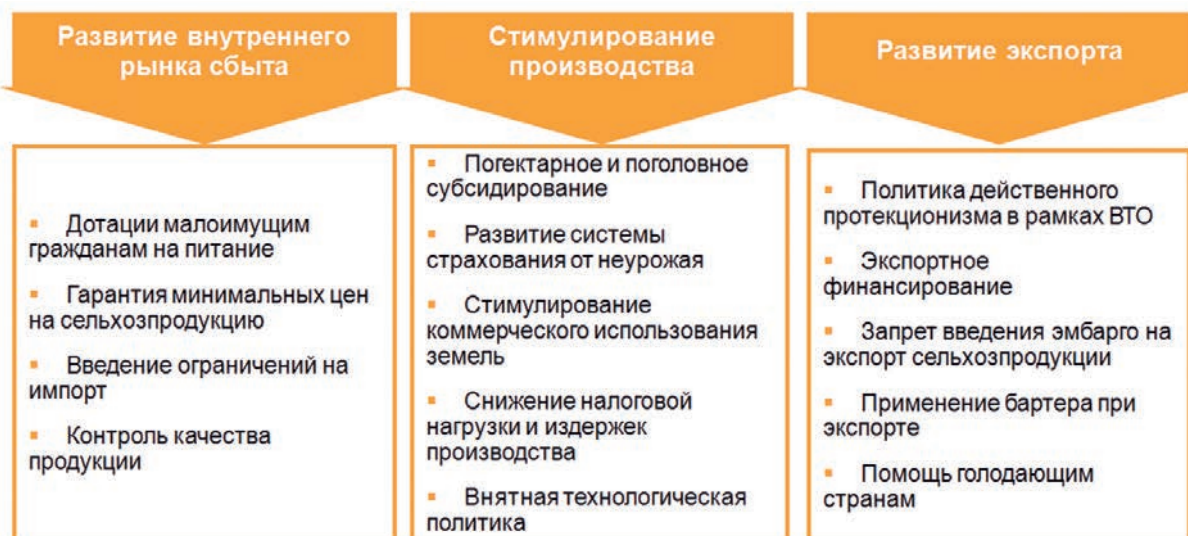 Развитие внутреннего
рынка сбыта
▪ Дотации малоимущим
гражданам на питание
▪ Гарантия минимальных цен
на сельхозпродукцию
▪ Введение ограничений на
импорт
▪ Контроль качества
продукции
Стимулирование
производства
▪ Погектарное и поголовное
субсидирование
▪ Развитие системы
страхования от неурожая
▪ Стимулирование
коммерческого использования
земель
▪ Снижение налоговой
нагрузки и издержек
производства
▪ Внятная технологическая
политика
Развитие экспорта
▪ Политика действенного
протекционизма в рамках ВТО
▪ Экспортное
финансирование
▪ Запрет введения эмбарго на
экспорт сельхозпродукции
▪ Применение бартера при
экспорте
▪ Помощь голодающим
странам